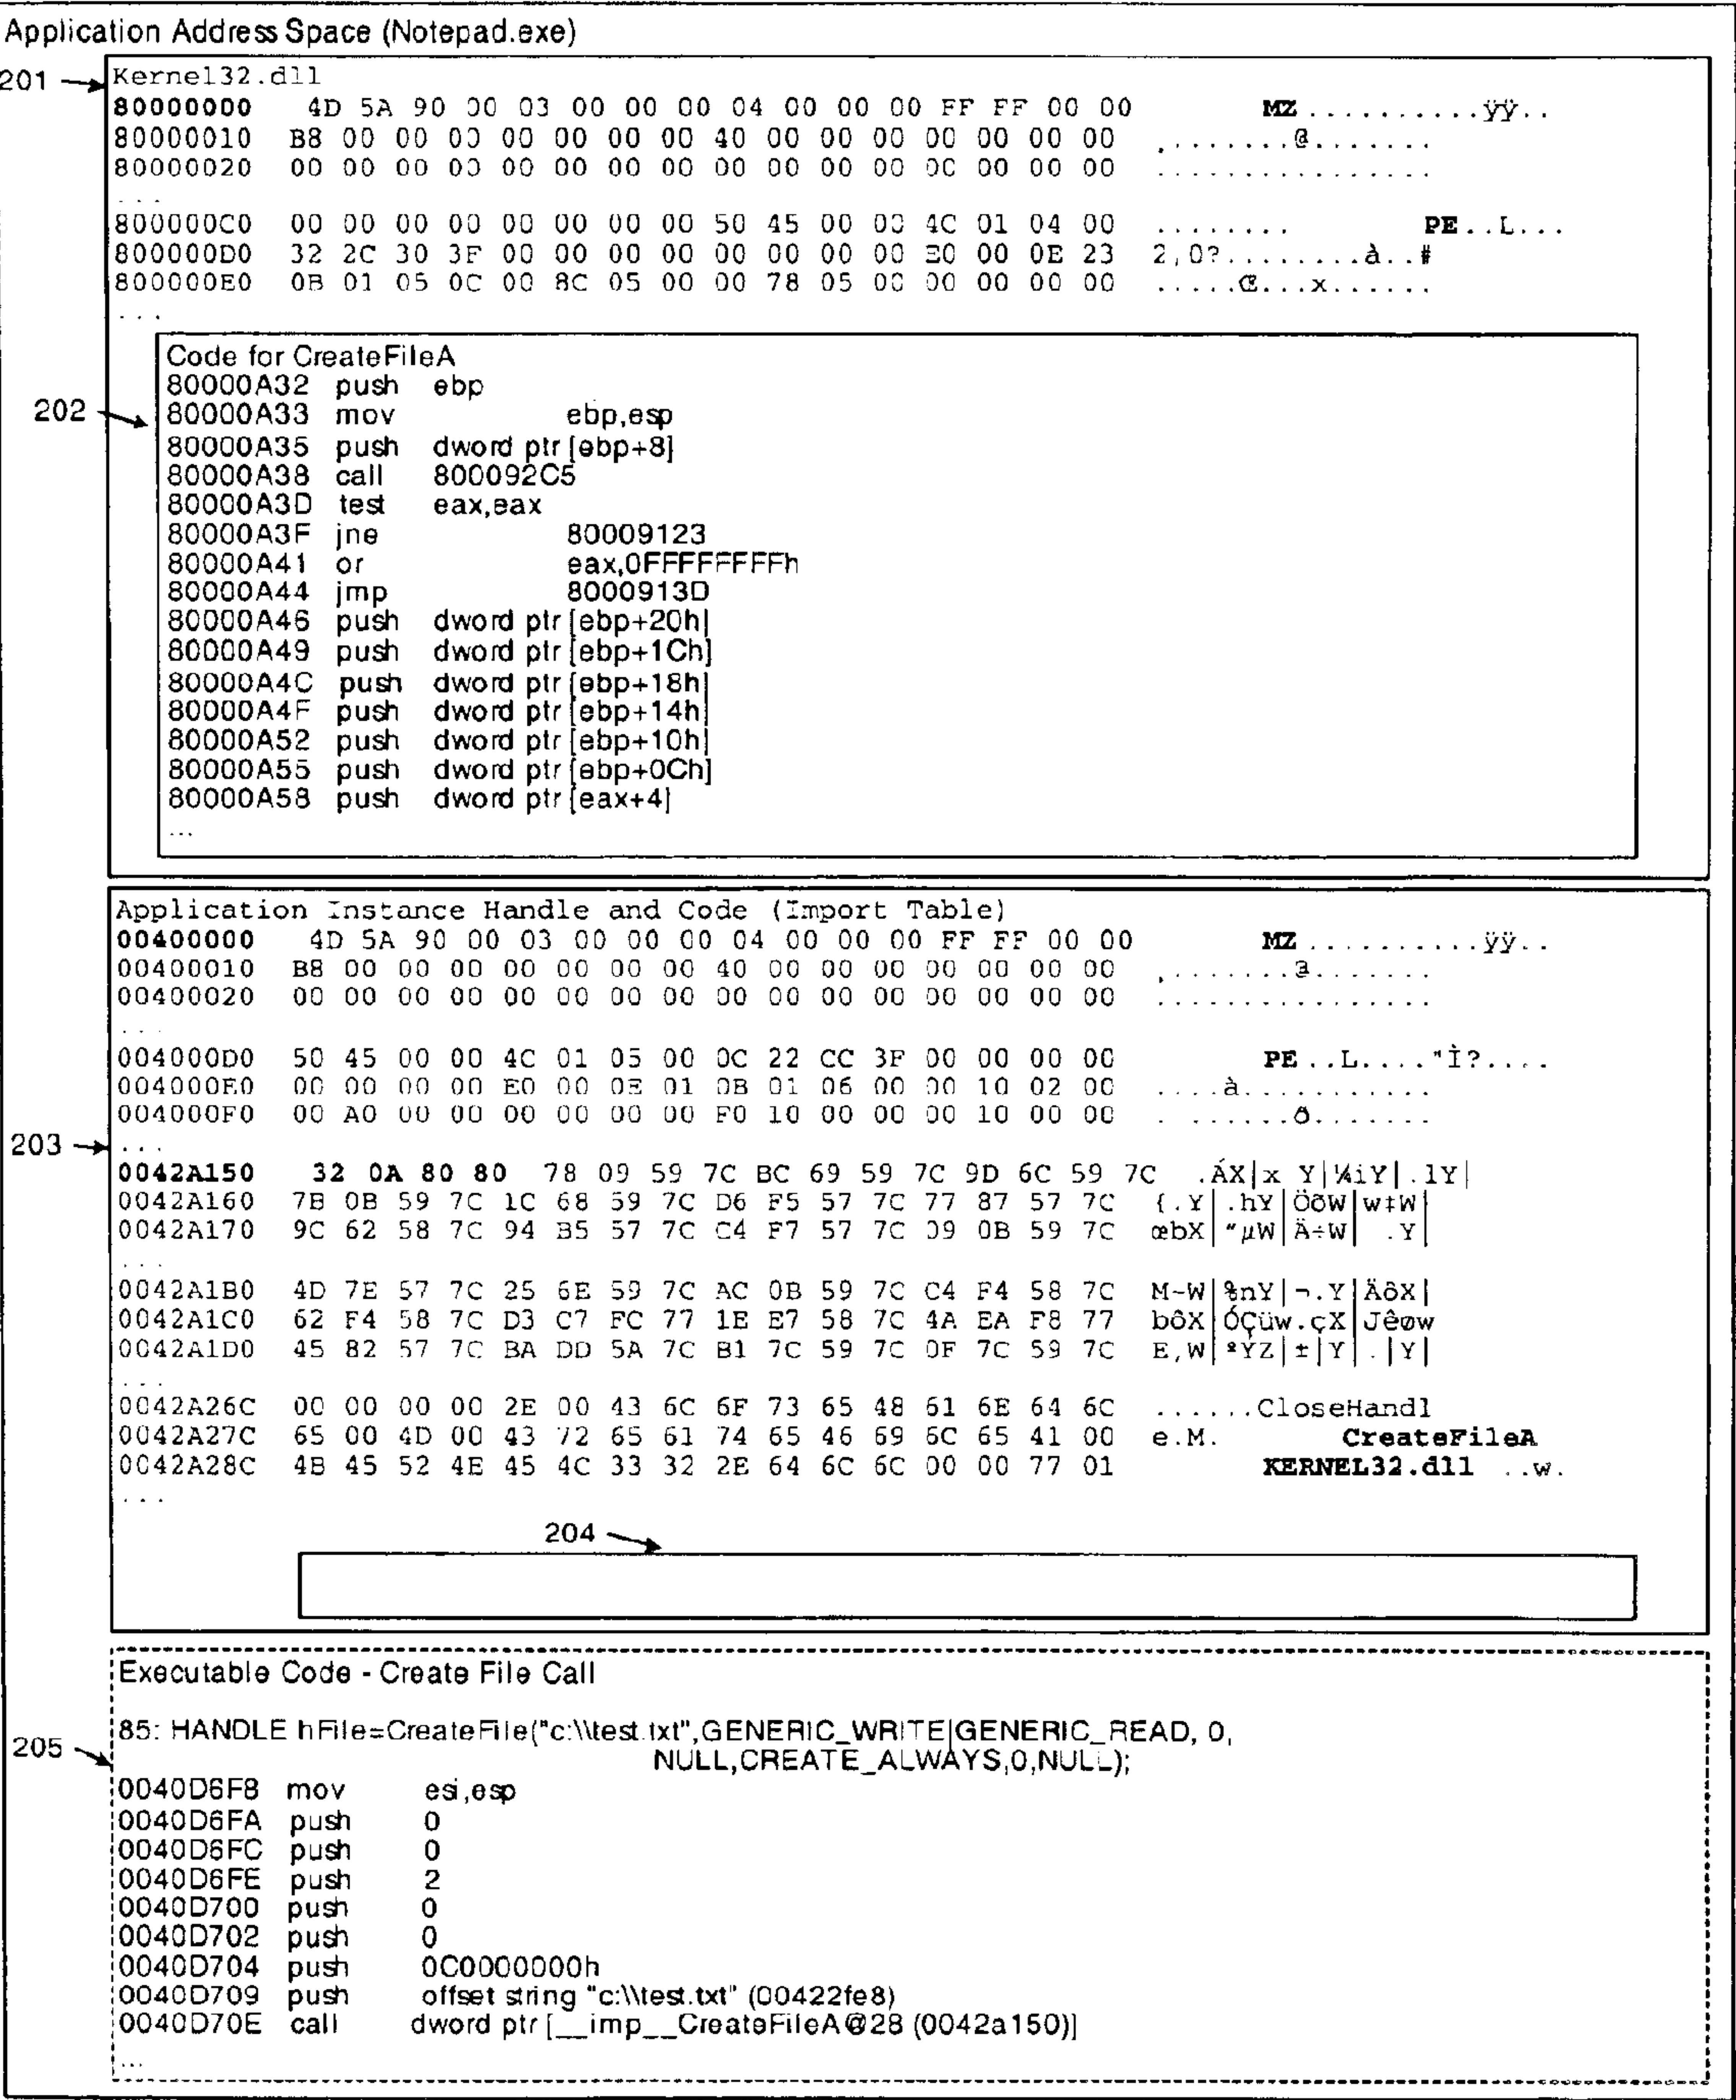 Application Address Space (Notepad.exe)
201
Kernel32.dll
80000000 4D 5A 90 00 03 00 00 00 04 00 00 00 FF FF 00 00 MZ..........ÿÿ..
80000010 B8 00 00 00 00 00 00 00 40 00 00 00 00 00 00 00 ¸.......@.......
80000020 00 00 00 00 00 00 00 00 00 00 00 00 00 00 00 00 ................
...
800000C0 00 00 00 00 00 00 00 00 50 45 00 00 4C 01 04 00 ........ PE..L...
800000D0 32 2C 30 3F 00 00 00 00 00 00 00 00 E0 00 0E 23 2,0?........à..#
800000E0 0B 01 05 0C 00 8C 05 00 00 78 05 00 00 00 00 00 .....Œ...x......
...
Code for CreateFileA
80000A32 push ebp
202
80000A33 mov ebp,esp
80000A35 push dword ptr [ebp+8]
80000A38 call 800092C5
80000A3D test eax,eax
80000A3F jne 80009123
80000A41 or eax,0FFFFFFFFh
80000A44 jmp 8000913D
80000A46 push dword ptr [ebp+20h]
80000A49 push dword ptr [ebp+1Ch]
80000A4C push dword ptr [ebp+18h]
80000A4F push dword ptr [ebp+14h]
80000A52 push dword ptr [ebp+10h]
80000A55 push dword ptr [ebp+0Ch]
80000A58 push dword ptr [eax+4]
...
Application Instance Handle and Code (Import Table)
00400000 4D 5A 90 00 03 00 00 00 04 00 00 00 FF FF 00 00 MZ..........ÿÿ..
00400010 B8 00 00 00 00 00 00 00 40 00 00 00 00 00 00 00 ¸.......@.......
00400020 00 00 00 00 00 00 00 00 00 00 00 00 00 00 00 00 ................
...
004000D0 50 45 00 00 4C 01 05 00 0C 22 CC 3F 00 00 00 00 PE..L...."Ì?....
004000E0 00 00 00 00 E0 00 0E 01 0B 01 06 00 00 10 02 00 ....à...........
004000F0 00 A0 00 00 00 00 00 00 F0 10 00 00 00 10 00 00 . ......ð.......
203
...
0042A150 32 0A 80 80 78 09 59 7C BC 69 59 7C 9D 6C 59 7C .ÁX|x Y|¼iY|.lY|
0042A160 7B 0B 59 7C 1C 68 59 7C D6 F5 57 7C 77 87 57 7C {.Y|.hY|ÖõW|w‡W|
0042A170 9C 62 58 7C 94 B5 57 7C C4 F7 57 7C 09 0B 59 7C œbX|"µW|Ä÷W| .Y|
...
0042A1B0 4D 7E 57 7C 25 6E 59 7C AC 0B 59 7C C4 F4 58 7C M~W|%nY|¬.Y|ÄôX|
0042A1C0 62 F4 58 7C D3 C7 FC 77 1E E7 58 7C 4A EA F8 77 bôX|ÓÇüw.çX|Jêøw
0042A1D0 45 82 57 7C BA DD 5A 7C B1 7C 59 7C 0F 7C 59 7C E,W|ºÝZ|±|Y|.|Y|
...
0042A26C 00 00 00 00 2E 00 43 6C 6F 73 65 48 61 6E 64 6C ......CloseHandl
0042A27C 65 00 4D 00 43 72 65 61 74 65 46 69 6C 65 41 00 e.M. CreateFileA
0042A28C 4B 45 52 4E 45 4C 33 32 2E 64 6C 6C 00 00 77 01 KERNEL32.dll ..w.
...
204
Executable Code - Create File Call
85: HANDLE hFile=CreateFile("c:\\test.txt",GENERIC_WRITE|GENERIC_READ, 0,
205
NULL,CREATE_ALWAYS,0,NULL);
0040D6F8 mov esi,esp
0040D6FA push 0
0040D6FC push 0
0040D6FE push 2
0040D700 push 0
0040D702 push 0
0040D704 push 0C0000000h
0040D709 push offset string "c:\\test.txt" (00422fe8)
0040D70E call dword ptr [__imp__CreateFileA@28 (0042a150)]
...